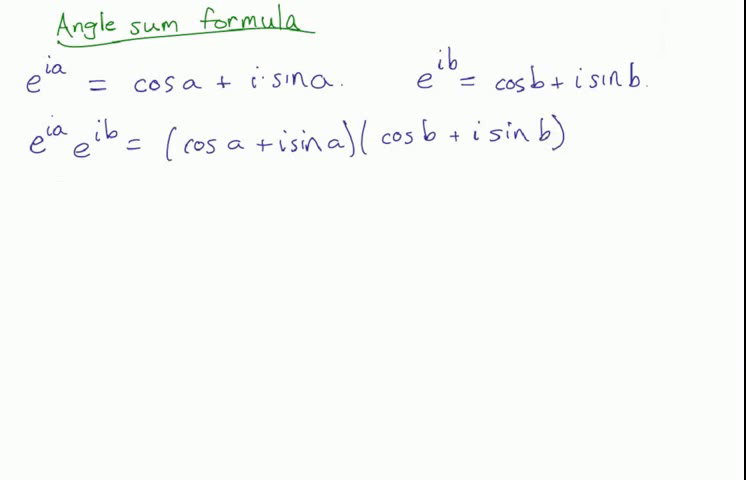 Angle sum formula
e^{ia} = cos a + i·sin a. e^{ib} = cos b + i sin b.
e^{ia} e^{ib} = (cos a + i sin a)(cos b + i sin b)